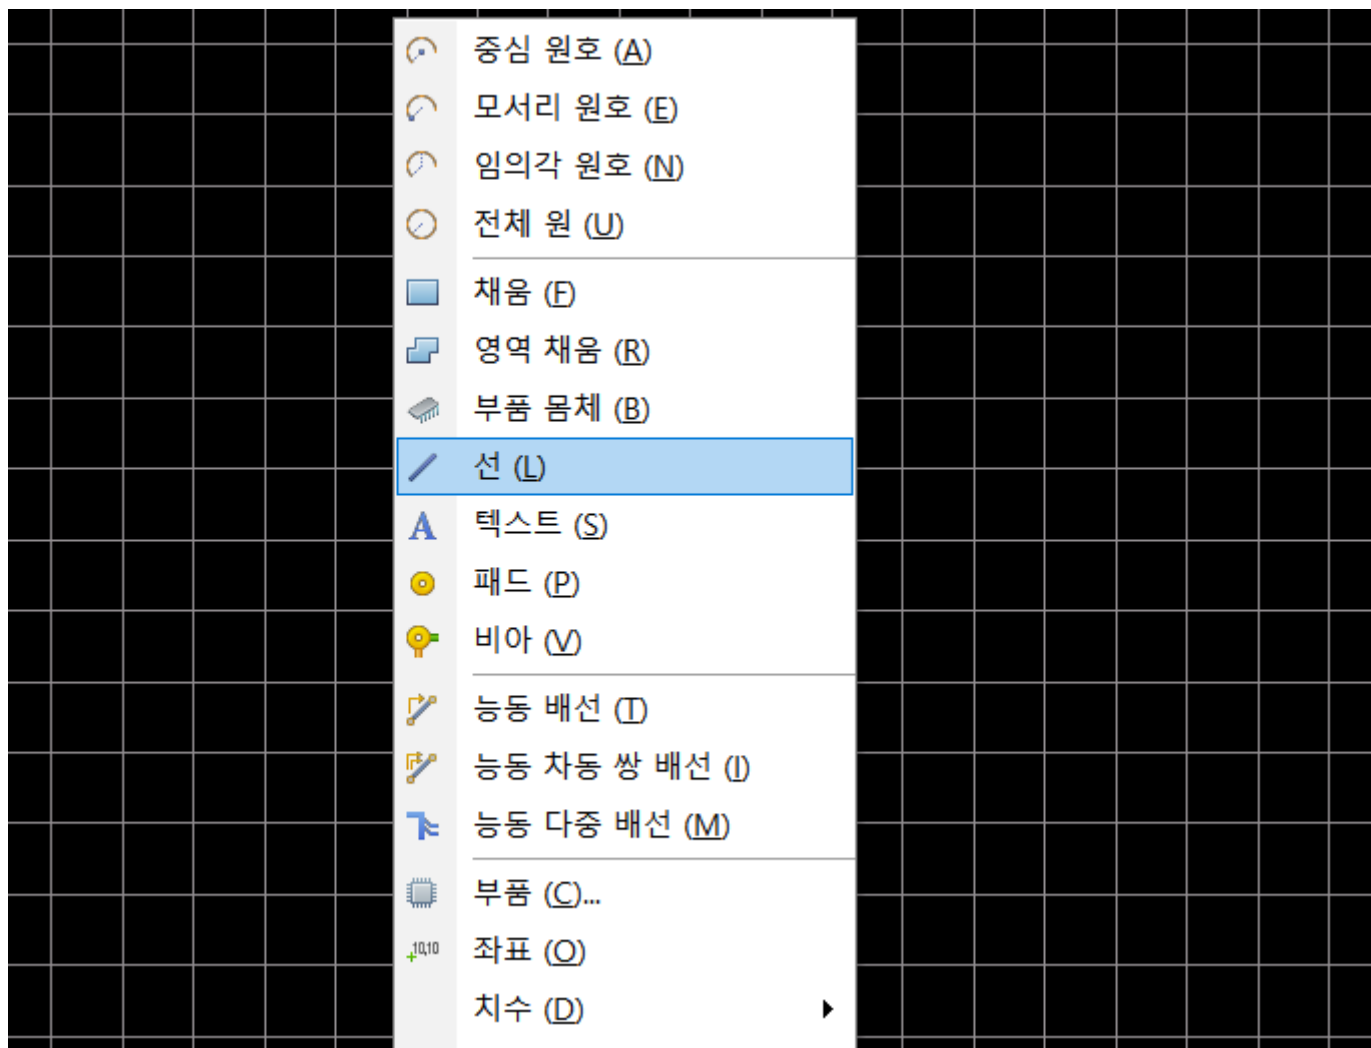 중심 원호 (A)
모서리 원호 (E)
임의각 원호 (N)
전체 원 (U)
채움 (F)
영역 채움 (R)
부품 몸체 (B)
선 (L)
텍스트 (S)
패드 (P)
비아 (V)
능동 배선 (T)
능동 차동 쌍 배선 (I)
능동 다중 배선 (M)
부품 (C)...
10,10 좌표 (O)
치수 (D)